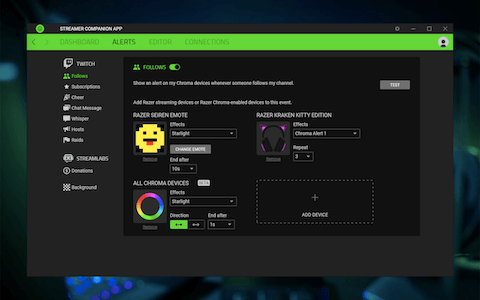 STREAMER COMPANION APP
DASHBOARD ALERTS EDITOR CONNECTIONS
TWITCH
Follows
Subscriptions
Cheer
Chat Message
Whisper
Hosts
Raids
STREAMLABS
Donations
Background
FOLLOWS
Show an alert on my Chroma devices whenever someone follows my channel.
TEST
Add Razer streaming devices or Razer Chroma-enabled devices to this event.
RAZER SEIREN EMOTE
Effects
Starlight
CHANGE EMOTE
End after
10s
Remove
RAZER KRAKEN KITTY EDITION
Effects
Chroma Alert 1
Repeat
3
Remove
ALL CHROMA DEVICES BETA
Effects
Starlight
Direction End after
1s
Remove
ADD DEVICE